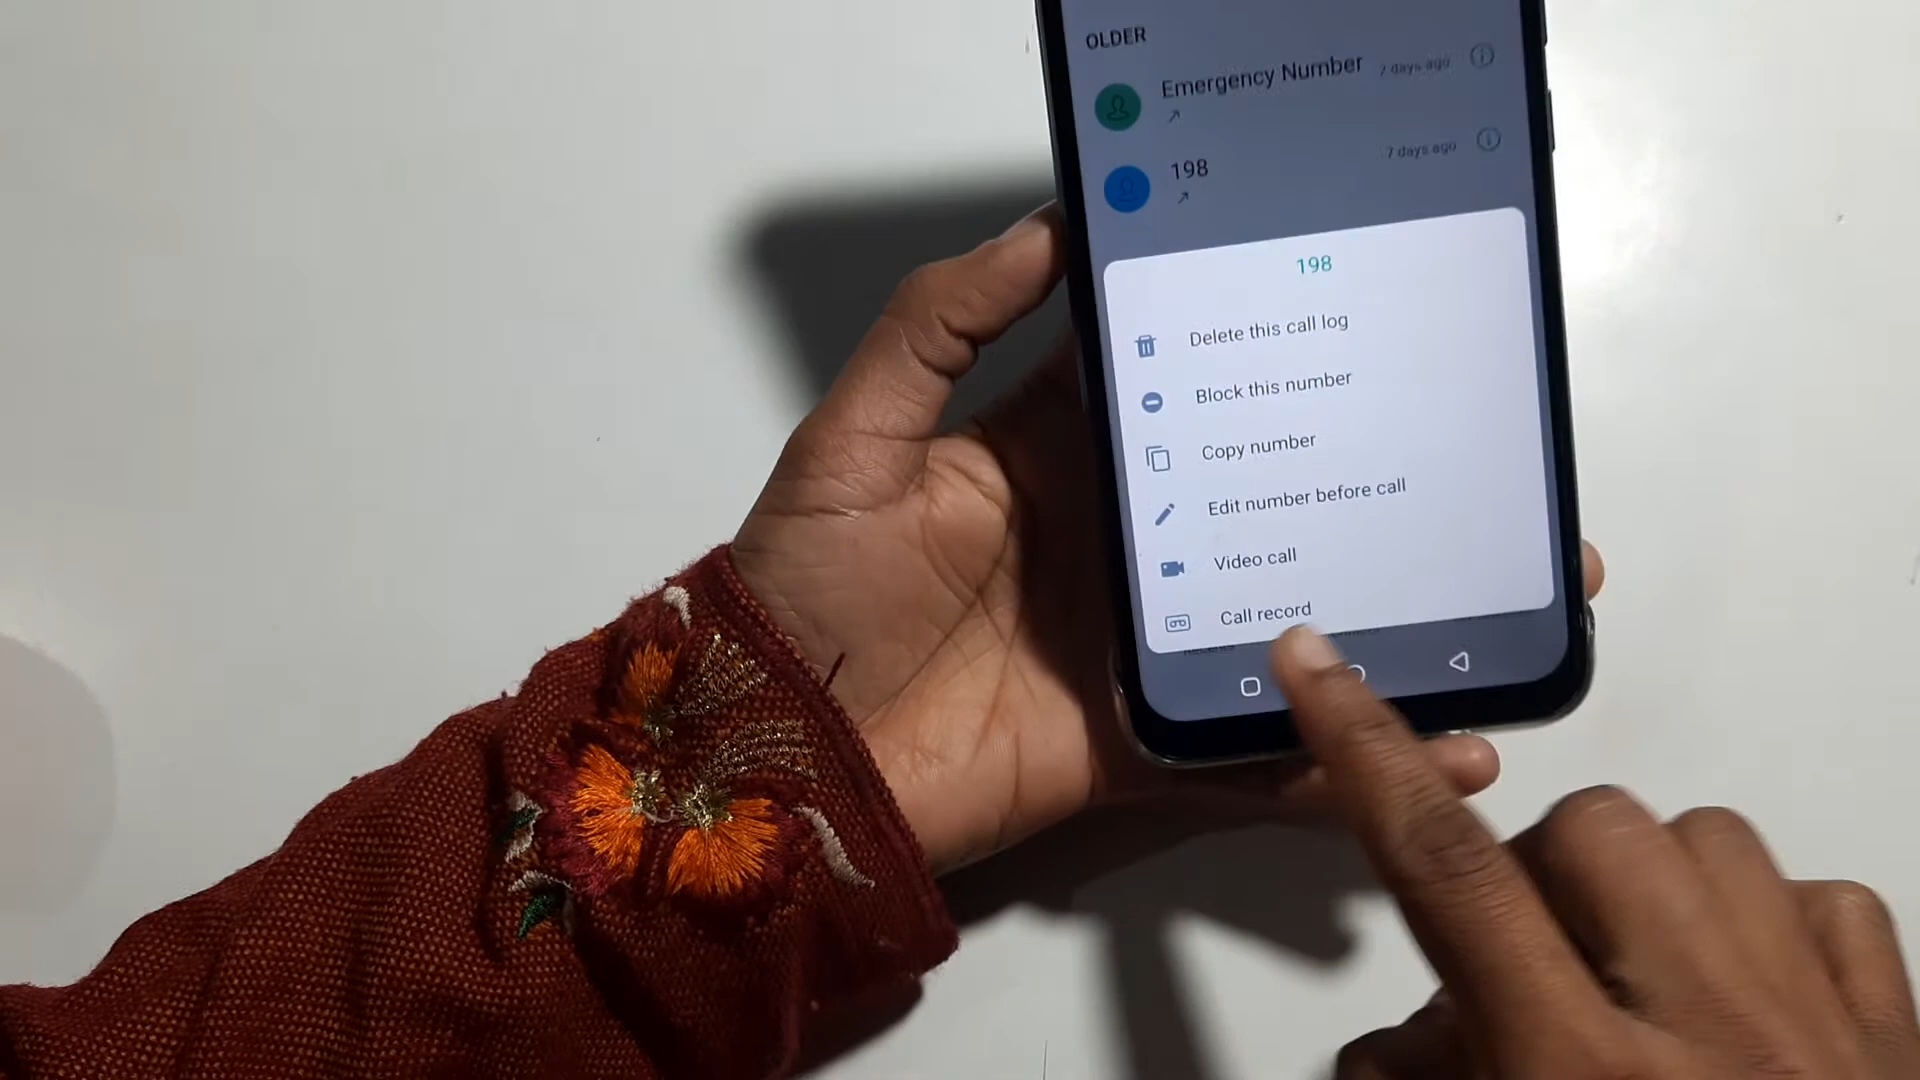 OLDER
Emergency Number 7 days ago
198 7 days ago
198
Delete this call log
Block this number
Copy number
Edit number before call
Video call
Call record